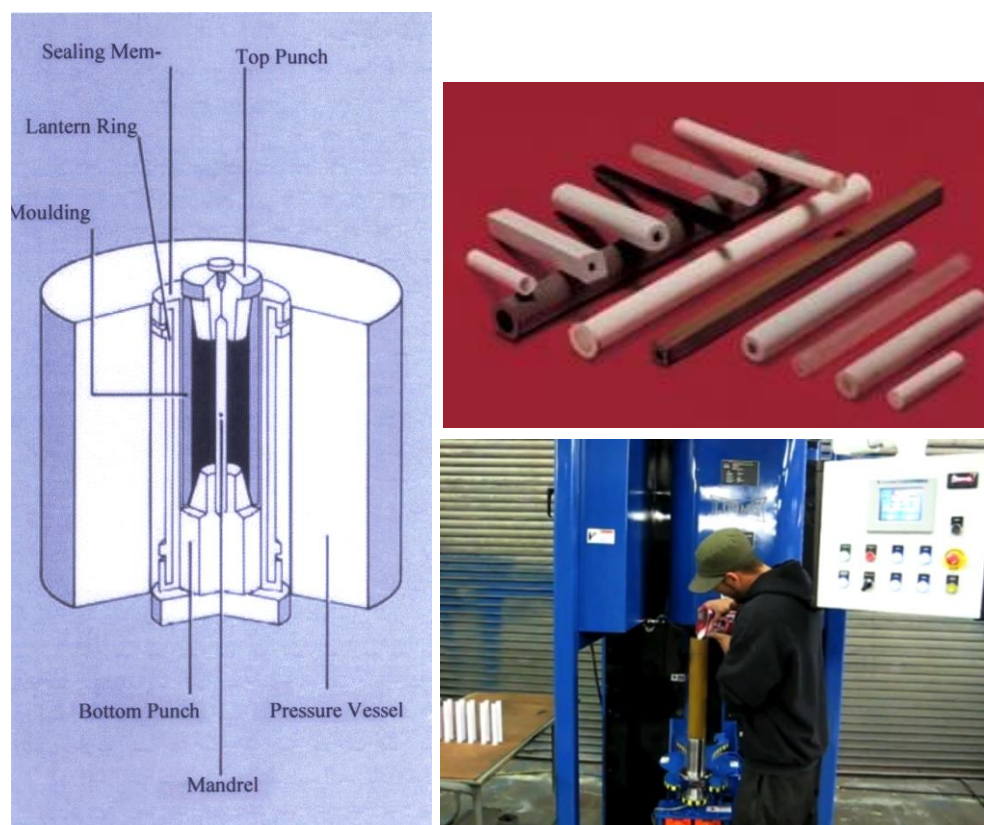 Sealing Mem-
Top Punch
Lantern Ring
Moulding
Bottom Punch
Pressure Vessel
Mandrel